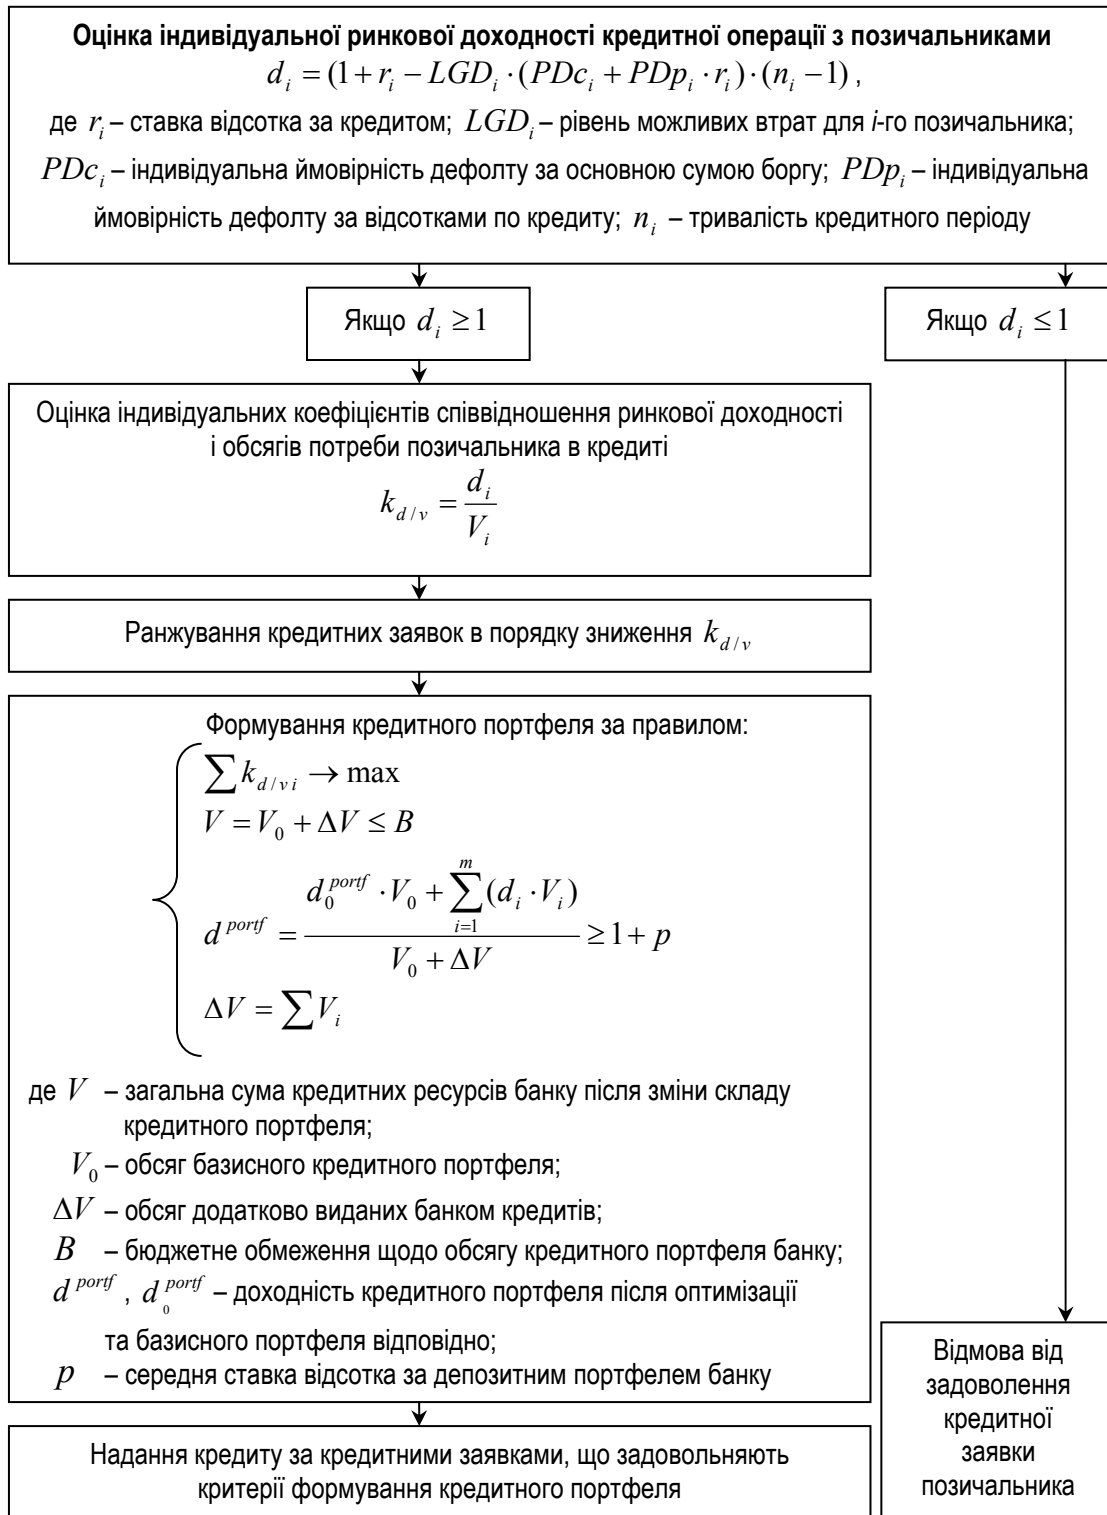 Оцінка індивідуальної ринкової доходності кредитної операції з позичальниками
d_i = (1 + r_i − LGD_i · (PDc_i + PDp_i · r_i) · (n_i − 1) ,
де r_i – ставка відсотка за кредитом; LGD_i – рівень можливих втрат для i-го позичальника;
PDc_i – індивідуальна ймовірність дефолту за основною сумою боргу; PDp_i – індивідуальна
ймовірність дефолту за відсотками по кредиту; n_i – тривалість кредитного періоду
Якщо d_i ≥ 1
Якщо d_i ≤ 1
Оцінка індивідуальних коефіцієнтів співвідношення ринкової доходності
і обсягів потреби позичальника в кредиті
k_{d/v} = d_i / V_i
Ранжування кредитних заявок в порядку зниження k_{d/v}
Формування кредитного портфеля за правилом:
∑ k_{d/v i} → max
V = V_0 + ΔV ≤ B
d^{portf} = (d_0^{portf} · V_0 + ∑_{i=1}^{m} (d_i · V_i)) / (V_0 + ΔV) ≥ 1 + p
ΔV = ∑ V_i
де V – загальна сума кредитних ресурсів банку після зміни складу
кредитного портфеля;
V_0 – обсяг базисного кредитного портфеля;
ΔV – обсяг додатково виданих банком кредитів;
B – бюджетне обмеження щодо обсягу кредитного портфеля банку;
d^{portf} , d_0^{portf} – доходність кредитного портфеля після оптимізації
та базисного портфеля відповідно;
p – середня ставка відсотка за депозитним портфелем банку
Надання кредиту за кредитними заявками, що задовольняють
критерії формування кредитного портфеля
Відмова від
задоволення
кредитної
заявки
позичальника